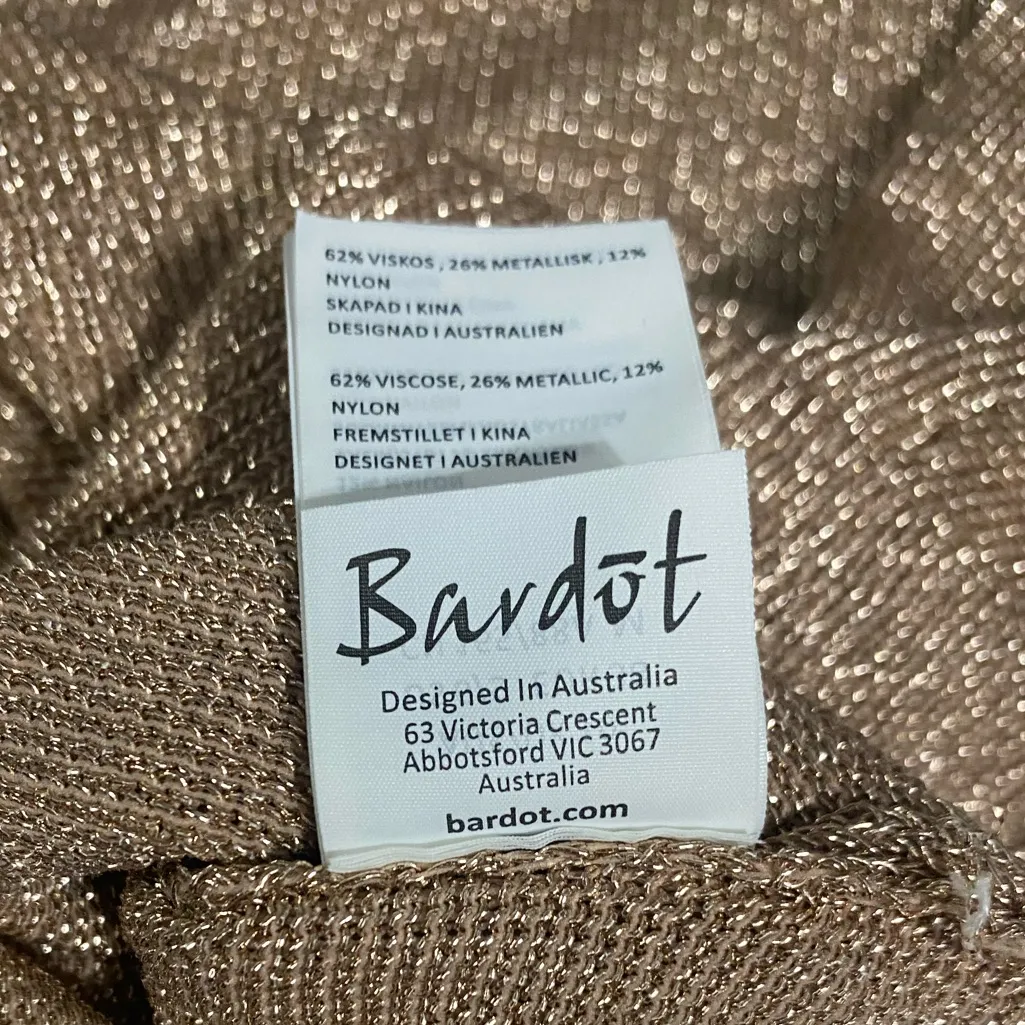 62% VISKOS, 26% METALLISK, 12%
NYLON
SKAPAD I KINA
DESIGNAD I AUSTRALIEN
62% VISCOSE, 26% METALLIC, 12%
NYLON
FREMSTILLET I KINA
DESIGNET I AUSTRALIEN
Bardōt
Designed In Australia
63 Victoria Crescent
Abbotsford VIC 3067
Australia
bardot.com